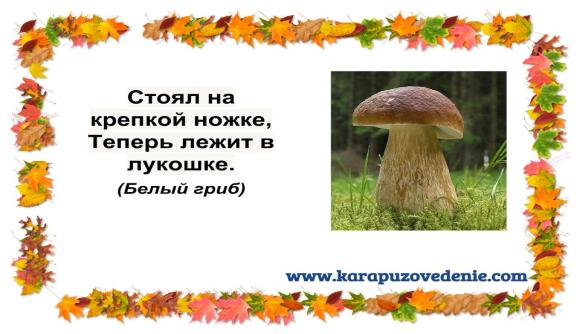 Стоял на
крепкой ножке,
Теперь лежит в
лукошке.
(Белый гриб)
www.karapuzovedenie.com